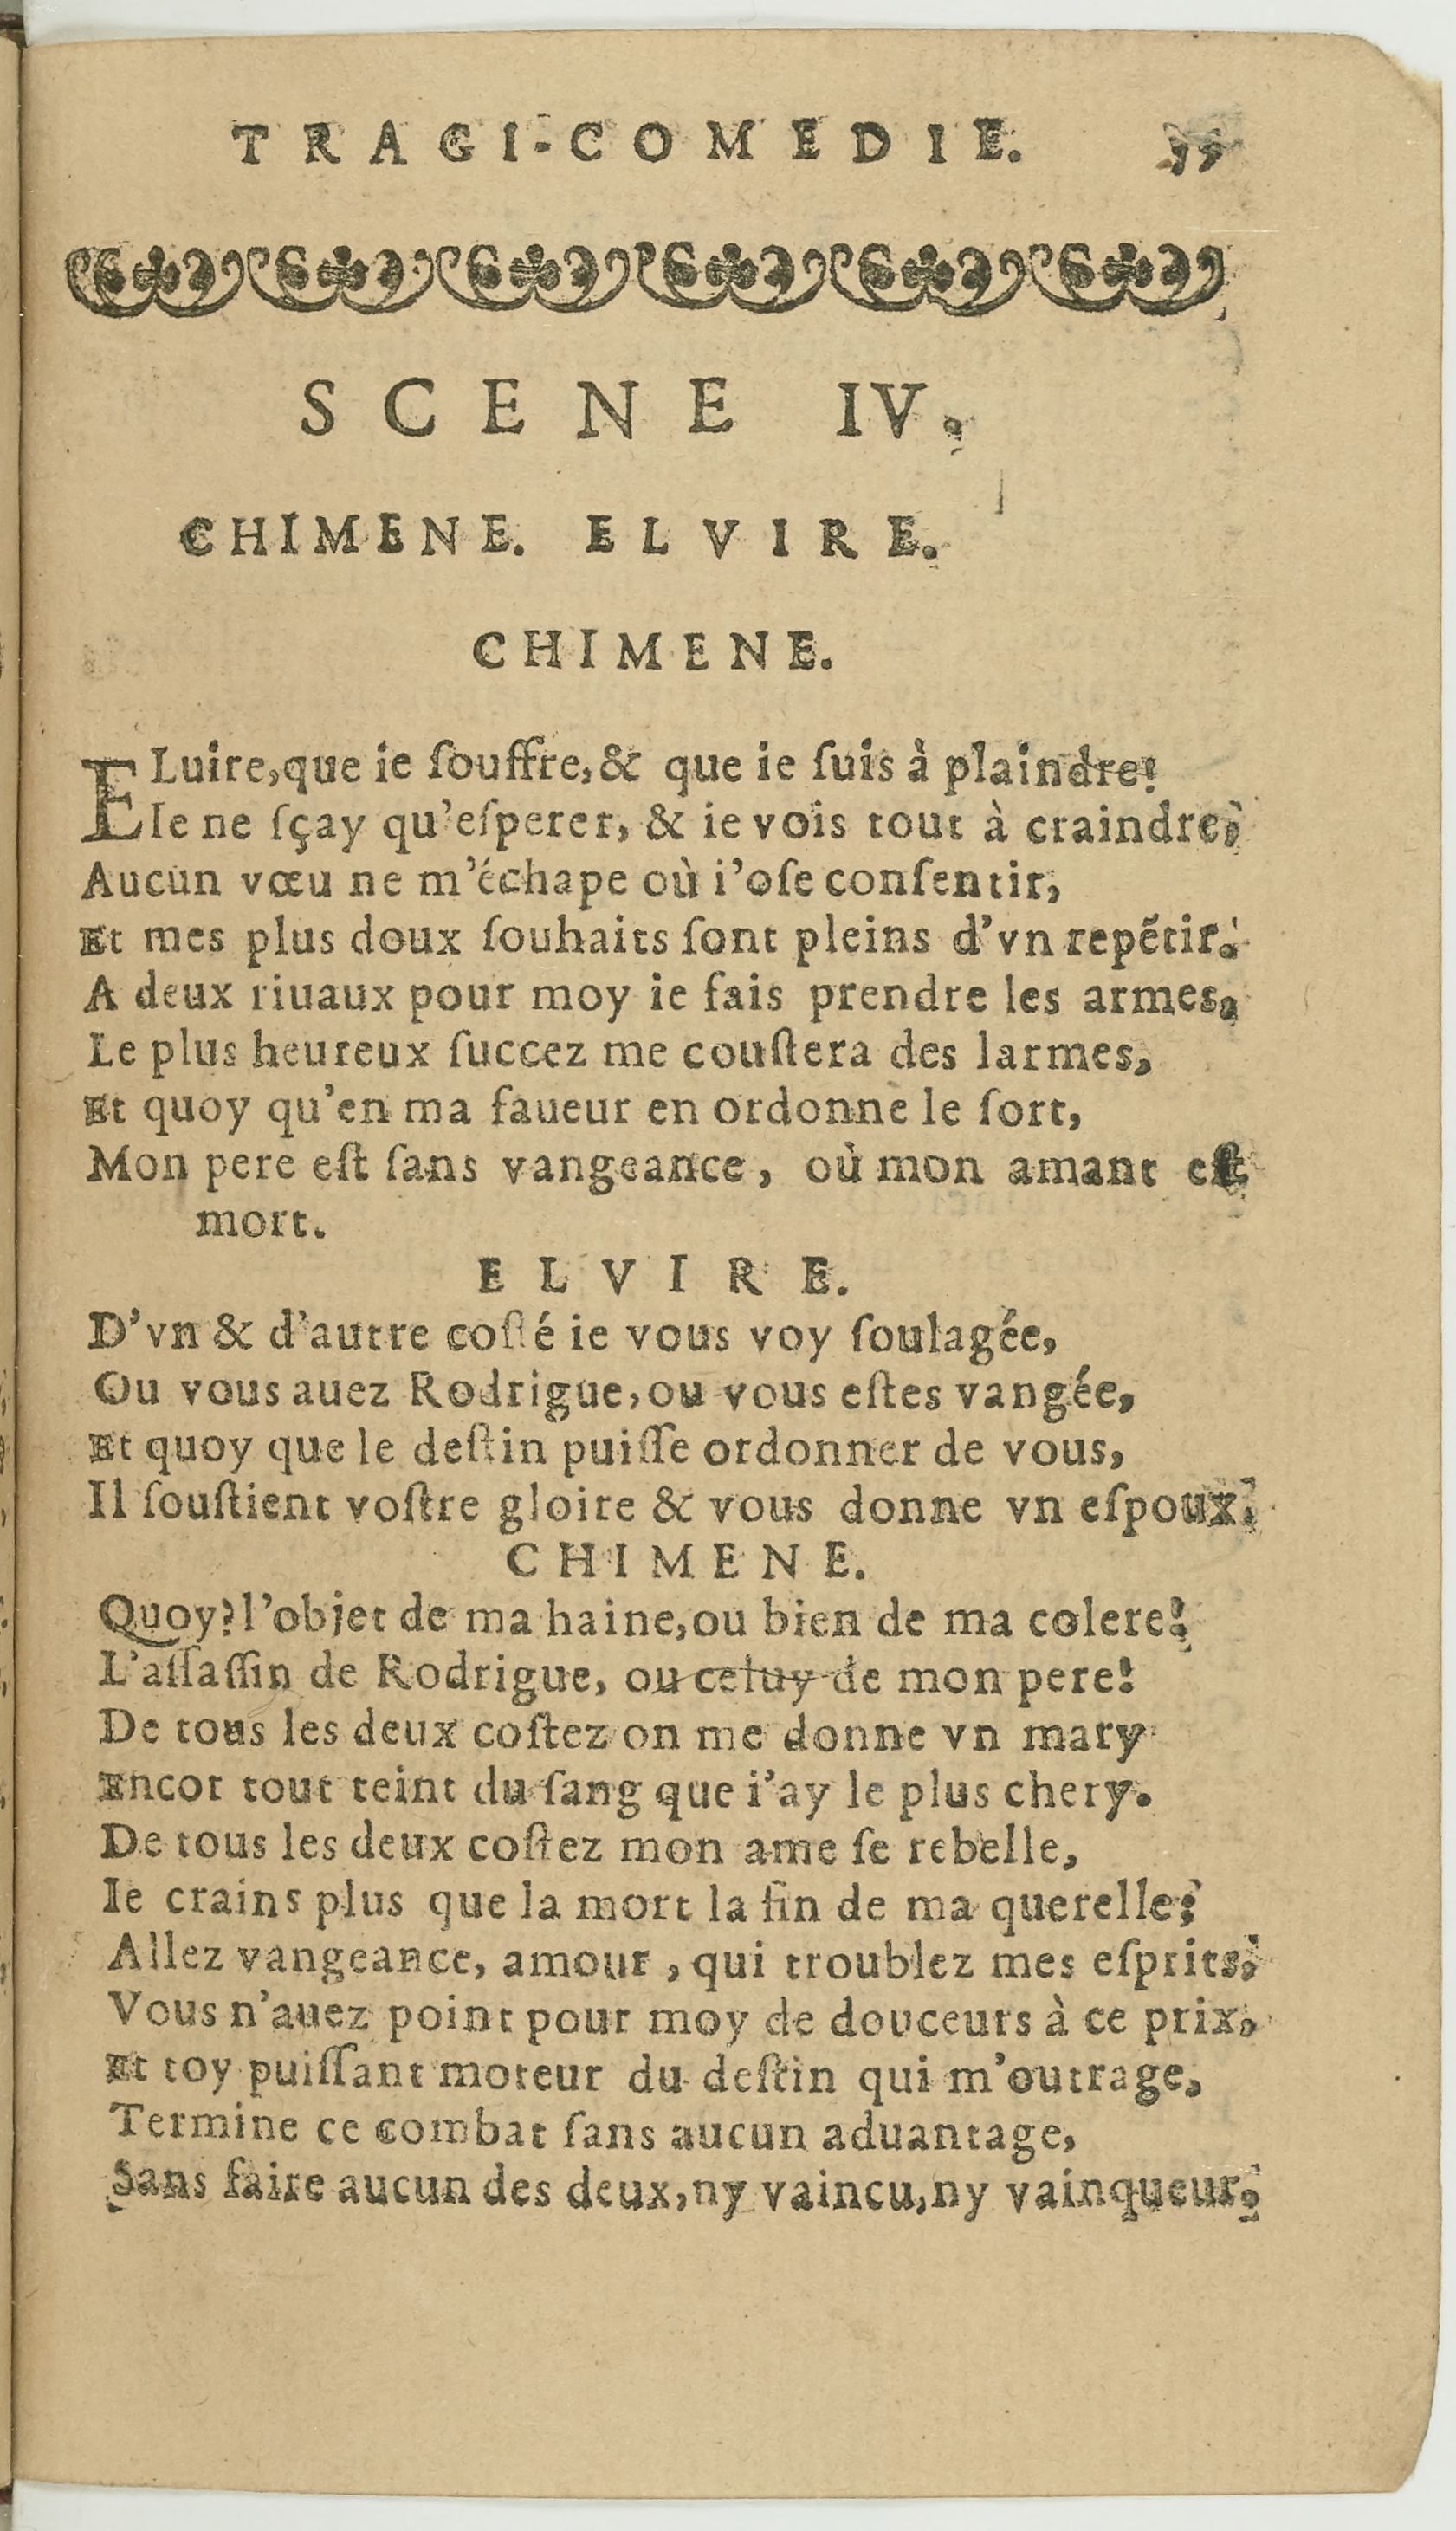 TRAGI-COMEDIE.
SCENE IV.
CHIMENE. ELVIRE.
CHIMENE.
ELuire, que ie ſouffre, & que ie ſuis à plaindre!
Ie ne ſçay qu'eſperer, & ie vois tout à craindre;
Aucun vœu ne m'échape où i'oſe conſentir,
Et mes plus doux ſouhaits ſont pleins d'vn repẽtir.
A deux riuaux pour moy ie fais prendre les armes,
Le plus heureux ſuccez me couſtera des larmes,
Et quoy qu'en ma faueur en ordonne le ſort,
Mon pere eſt ſans vangeance, où mon amant eſt
mort.
ELVIRE.
D'vn & d'autre coſté ie vous voy ſoulagée,
Ou vous auez Rodrigue, ou vous eſtes vangée,
Et quoy que le deſtin puiſſe ordonner de vous,
Il ſouſtient voſtre gloire & vous donne vn eſpoux.
CHIMENE.
Quoy? l'objet de ma haine, ou bien de ma colere!
L'aſſaſſin de Rodrigue, ou celuy de mon pere!
De tous les deux coſtez on me donne vn mary
Encor tout teint du ſang que i'ay le plus chery.
De tous les deux coſtez mon ame ſe rebelle,
Ie crains plus que la mort la fin de ma querelle;
Allez vangeance, amour, qui troublez mes eſprits,
Vous n'auez point pour moy de douceurs à ce prix,
Et toy puiſſant moteur du deſtin qui m'outrage,
Termine ce combat ſans aucun aduantage,
Sans faire aucun des deux, ny vaincu, ny vainqueur.